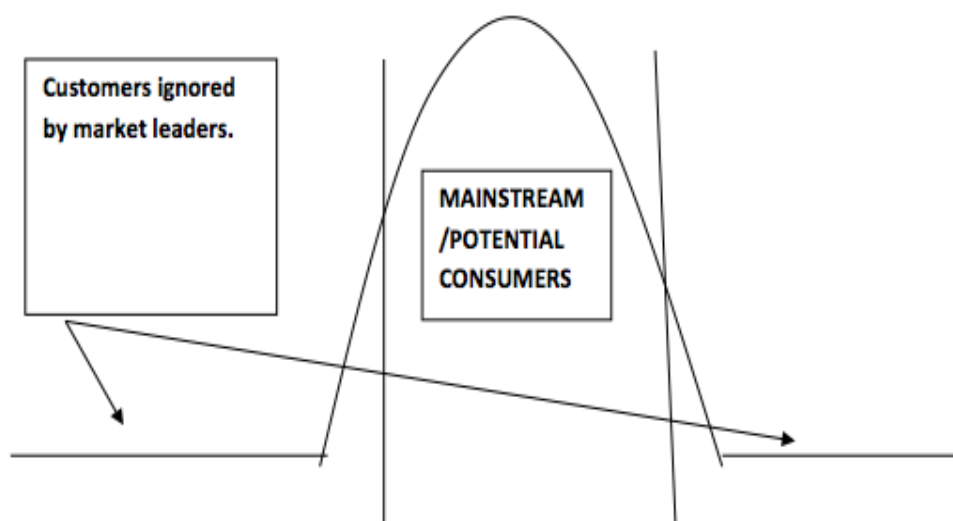 Customers ignored
by market leaders.
MAINSTREAM
/POTENTIAL
CONSUMERS